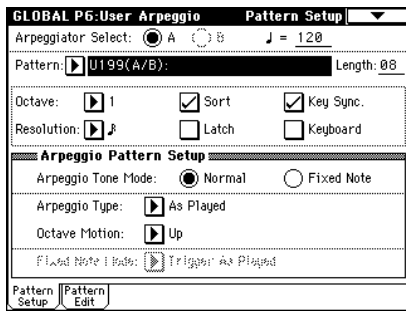 GLOBAL P6:User Arpeggio Pattern Setup
Arpeggiator Select: A B ♩ = 120
Pattern: U199(A/B): Length: 08
Octave: 1 Sort Key Sync.
Resolution: ♪ Latch Keyboard
Arpeggio Pattern Setup
Arpeggio Tone Mode: Normal Fixed Note
Arpeggio Type: As Played
Octave Motion: Up
Fixed Note Mode: Trigger As Played
Pattern Setup Pattern Edit